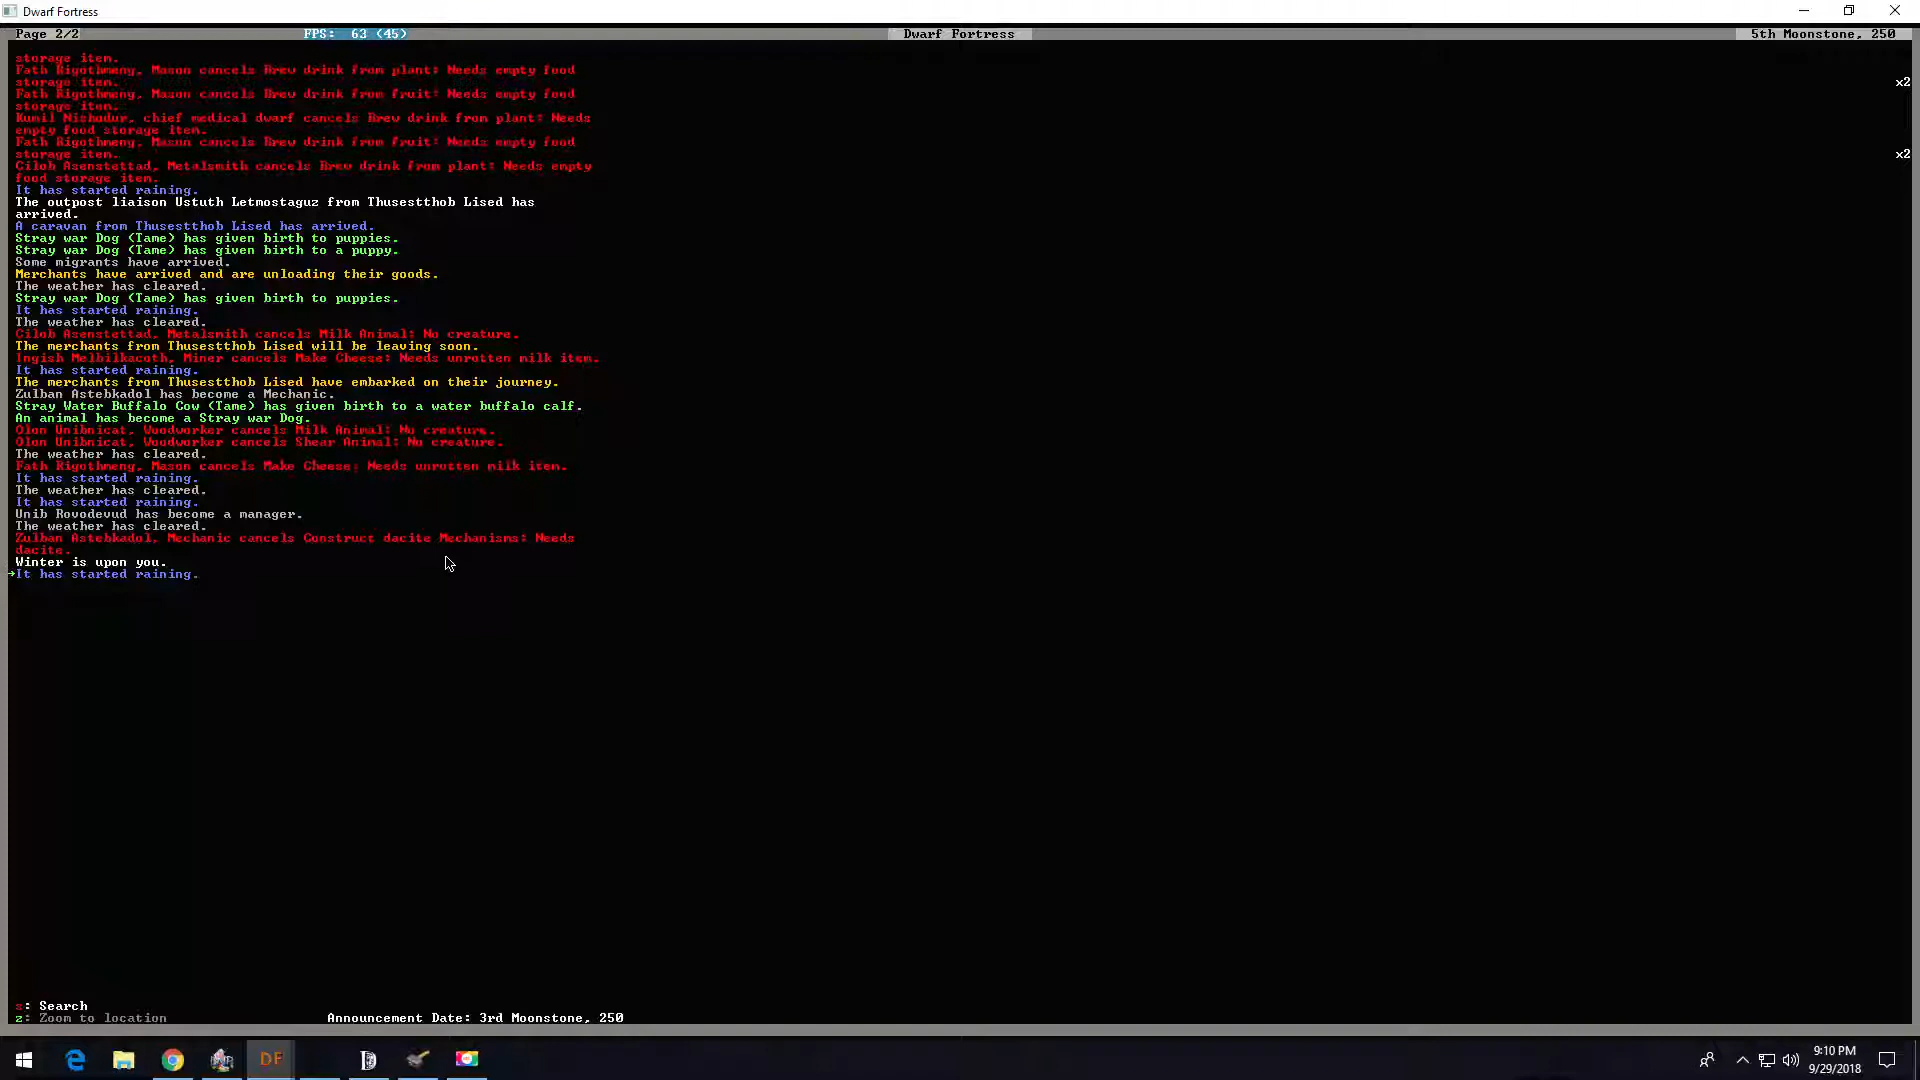 Dwarf Fortress
Page 2/2 FPS: 63 (45) Dwarf Fortress 5th Moonstone, 250
storage item.
Fath Rigothmeng, Mason cancels Brew drink from plant: Needs empty food
storage item. x2
Fath Rigothmeng, Mason cancels Brew drink from fruit: Needs empty food
storage item.
Kumil Nishadur, chief medical dwarf cancels Brew drink from plant: Needs
empty food storage item.
Fath Rigothmeng, Mason cancels Brew drink from fruit: Needs empty food
storage item. x2
Cilob Asenstettad, Metalsmith cancels Brew drink from plant: Needs empty
food storage item.
It has started raining.
The outpost liaison Ustuth Letmostaguz from Thusestthob Lised has
arrived.
A caravan from Thusestthob Lised has arrived.
Stray war Dog (Tame) has given birth to puppies.
Stray war Dog (Tame) has given birth to a puppy.
Some migrants have arrived.
Merchants have arrived and are unloading their goods.
The weather has cleared.
Stray war Dog (Tame) has given birth to puppies.
It has started raining.
The weather has cleared.
Cilob Asenstettad, Metalsmith cancels Milk Animal: No creature.
The merchants from Thusestthob Lised will be leaving soon.
Ingish Melbilkacoth, Miner cancels Make Cheese: Needs unrotten milk item.
It has started raining.
The merchants from Thusestthob Lised have embarked on their journey.
Zulban Astebkadol has become a Mechanic.
Stray Water Buffalo Cow (Tame) has given birth to a water buffalo calf.
An animal has become a Stray war Dog.
Olon Unibnicat, Woodworker cancels Milk Animal: No creature.
Olon Unibnicat, Woodworker cancels Shear Animal: No creature.
The weather has cleared.
Fath Rigothmeng, Mason cancels Make Cheese: Needs unrotten milk item.
It has started raining.
The weather has cleared.
It has started raining.
Unib Rovodevud has become a manager.
The weather has cleared.
Zulban Astebkadol, Mechanic cancels Construct dacite Mechanisms: Needs
dacite.
Winter is upon you.
→It has started raining.
s: Search
z: Zoom to location Announcement Date: 3rd Moonstone, 250
DF
9:10 PM
9/29/2018